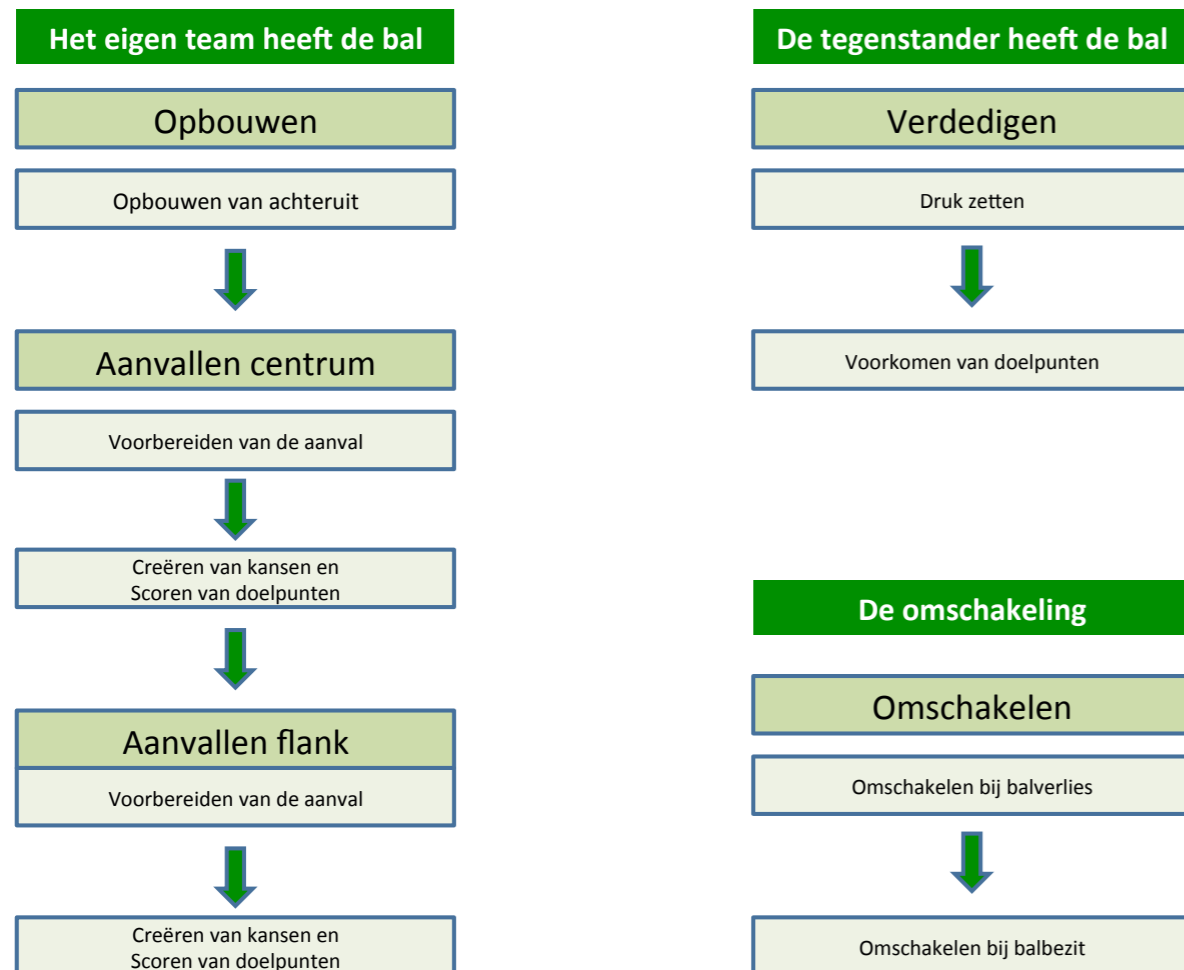 Het eigen team heeft de bal
Opbouwen
Opbouwen van achteruit
Aanvallen centrum
Voorbereiden van de aanval
Creëren van kansen en
Scoren van doelpunten
Aanvallen flank
Voorbereiden van de aanval
Creëren van kansen en
Scoren van doelpunten
De tegenstander heeft de bal
Verdedigen
Druk zetten
Voorkomen van doelpunten
De omschakeling
Omschakelen
Omschakelen bij balverlies
Omschakelen bij balbezit